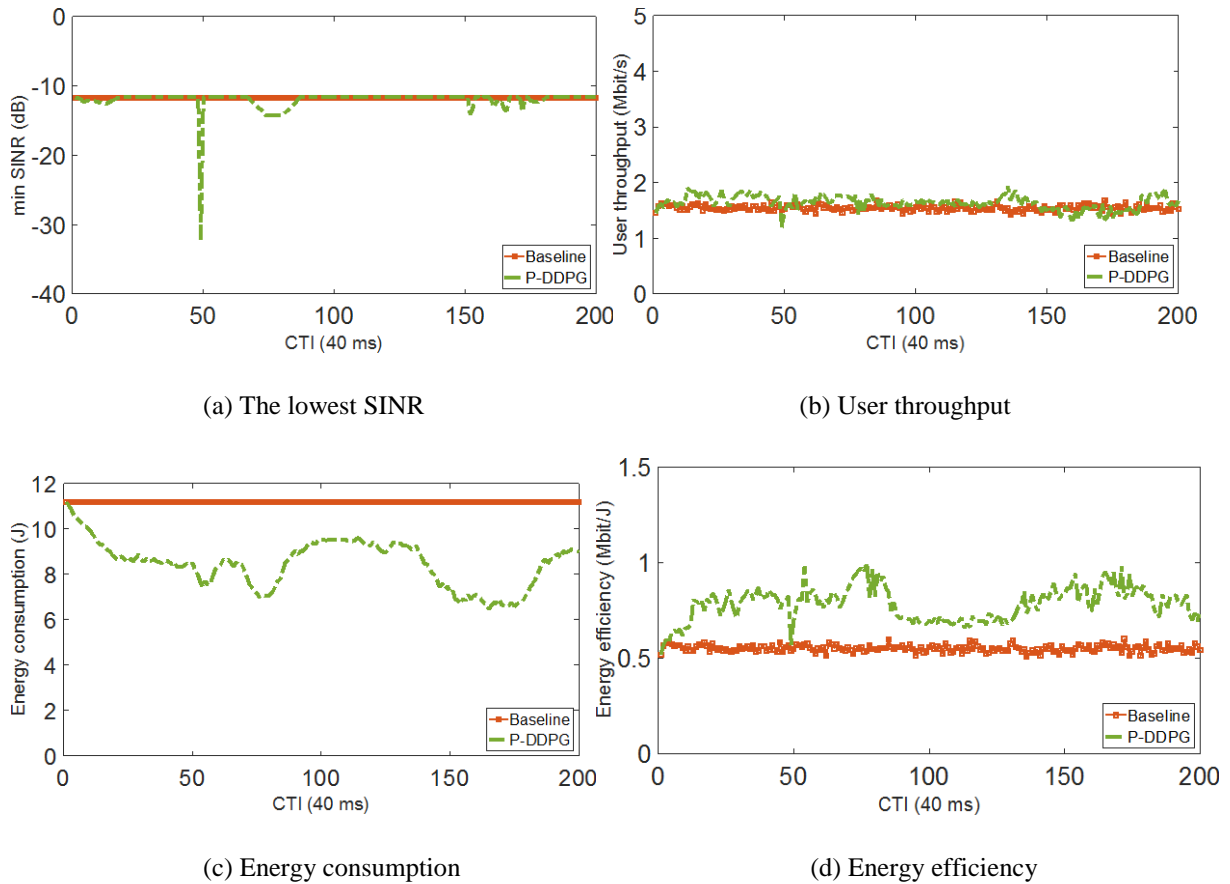 0
-10
-20
-30
-40
min SINR (dB)
0 50 100 150 200
CTI (40 ms)
Baseline
P-DDPG
(a) The lowest SINR
5
4
3
2
1
0
User throughput (Mbit/s)
0 50 100 150 200
CTI (40 ms)
Baseline
P-DDPG
(b) User throughput
12
10
8
6
4
2
0
Energy consumption (J)
0 50 100 150 200
CTI (40 ms)
Baseline
P-DDPG
(c) Energy consumption
1.5
1
0.5
0
Energy efficiency (Mbit/J)
0 50 100 150 200
CTI (40 ms)
Baseline
P-DDPG
(d) Energy efficiency